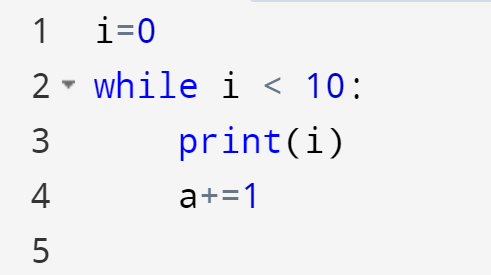 1 i=0
2 while i < 10:
3     print(i)
4     a+=1
5